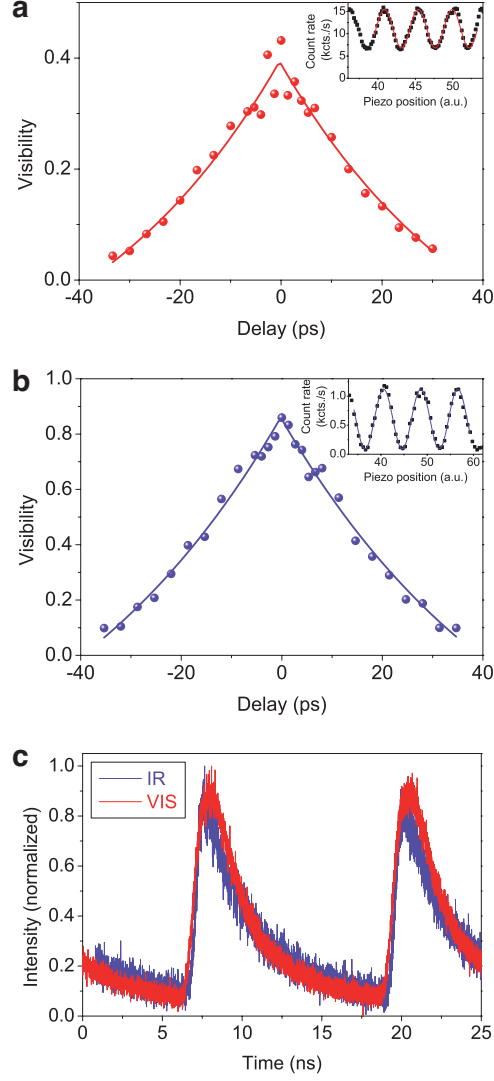 a
Visibility
0.4
0.2
0.0
-40
-20
0
20
40
Delay (ps)
Count rate
(kcts./s)
15
10
5
0
40
45
50
Piezo position (a.u.)
b
Visibility
1.0
0.8
0.6
0.4
0.2
0.0
-40
-20
0
20
40
Delay (ps)
Count rate
(kcts./s)
1.0
0.5
0.0
40
50
60
Piezo position (a.u.)
c
Intensity (normalized)
1.0
0.8
0.6
0.4
0.2
0.0
IR
VIS
0
5
10
15
20
25
Time (ns)